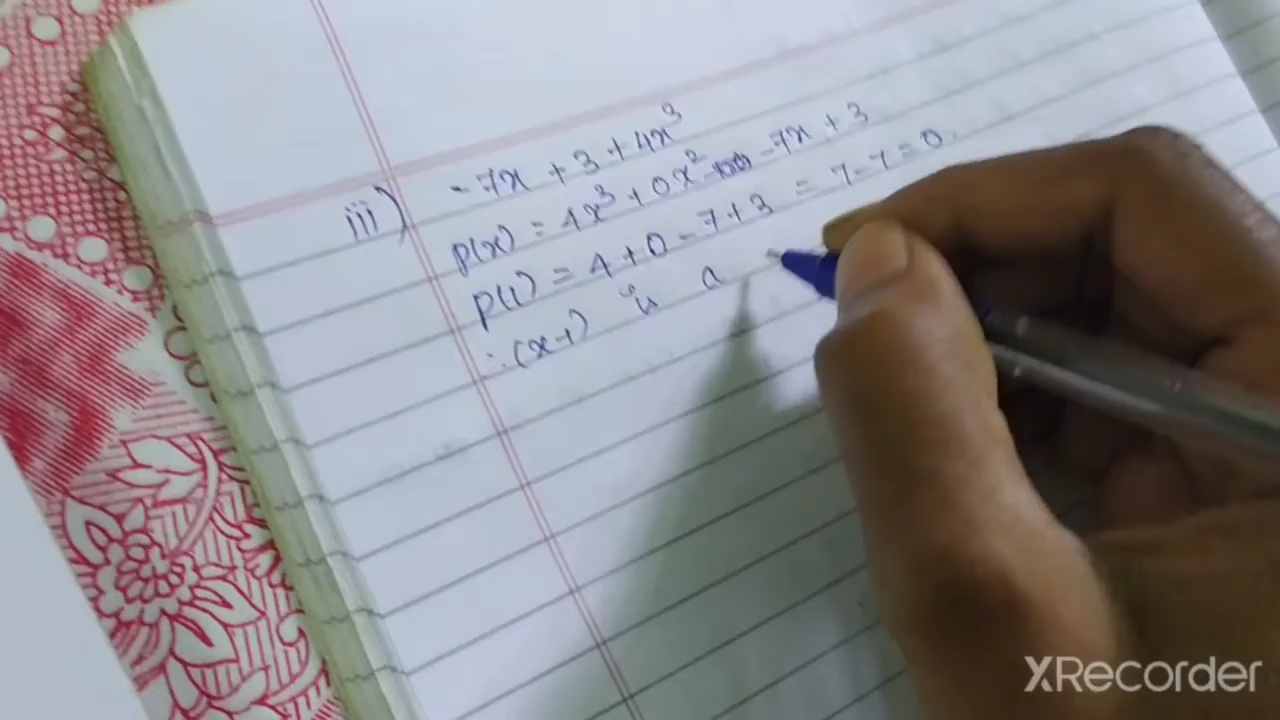 iii) -7x + 3 + 4x³
p(x) = 4x³ + 0x² -7x + 3
p(1) = 4 + 0 - 7 + 3 = 7 - 7 = 0.
∴ (x-1) is a
XRecorder